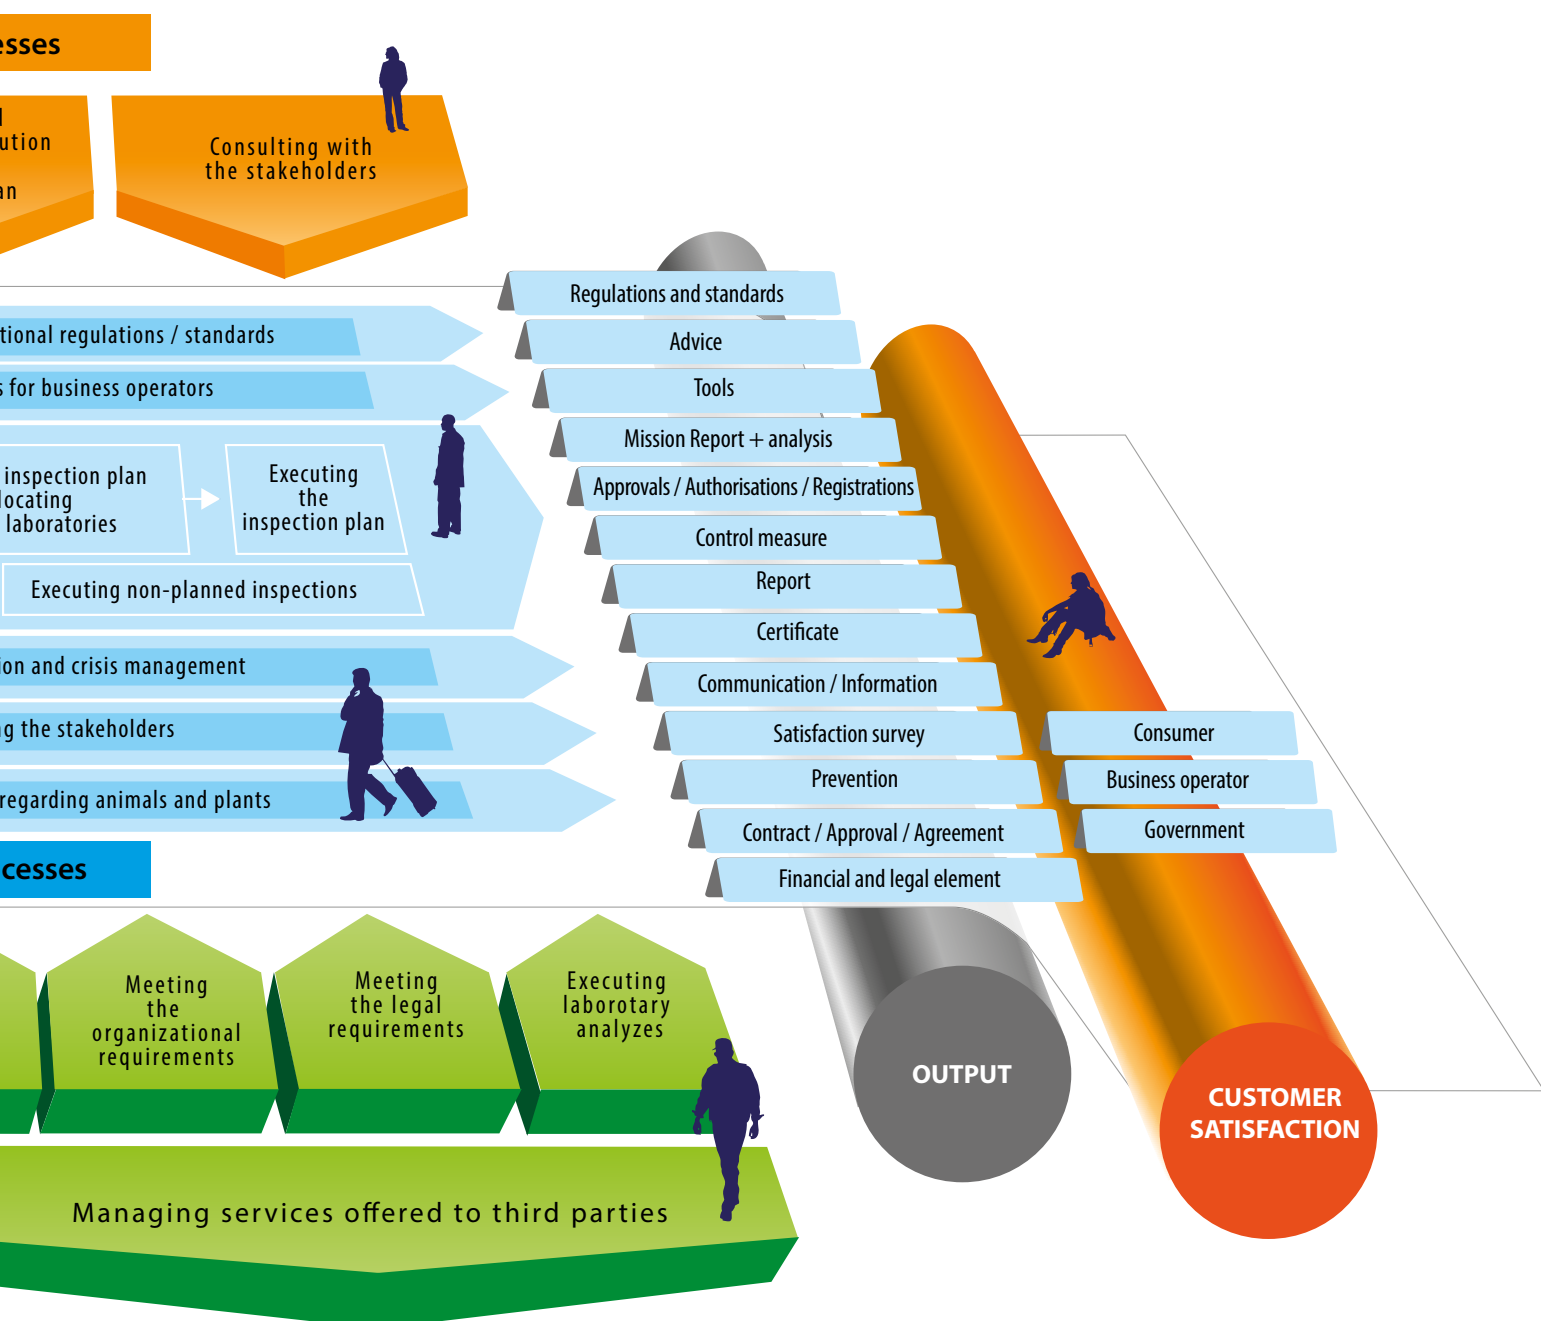 esses
ution
an
Consulting with
the stakeholders
tional regulations / standards
s for business operators
inspection plan
locating
laboratories
Executing
the
inspection plan
Executing non-planned inspections
ion and crisis management
ng the stakeholders
regarding animals and plants
cesses
Regulations and standards
Advice
Tools
Mission Report + analysis
Approvals / Authorisations / Registrations
Control measure
Report
Certificate
Communication / Information
Satisfaction survey
Prevention
Contract / Approval / Agreement
Financial and legal element
Consumer
Business operator
Government
Meeting
the
organizational
requirements
Meeting
the legal
requirements
Executing
laborotary
analyzes
OUTPUT
CUSTOMER
SATISFACTION
Managing services offered to third parties